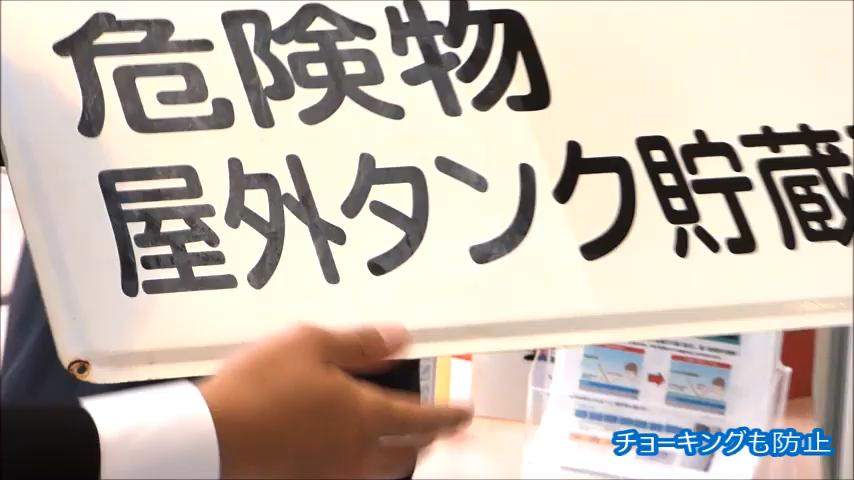 危険物
屋外タンク貯蔵
チョーキングも防止